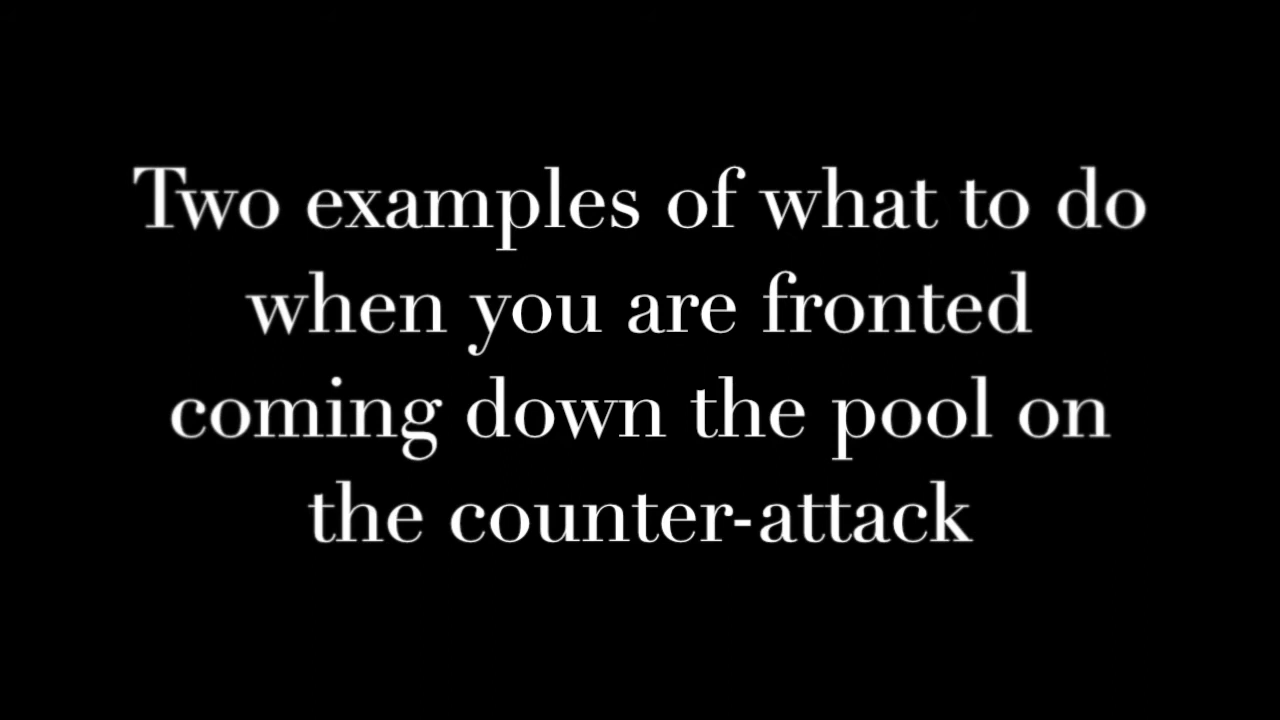 Two examples of what to do
when you are fronted
coming down the pool on
the counter-attack